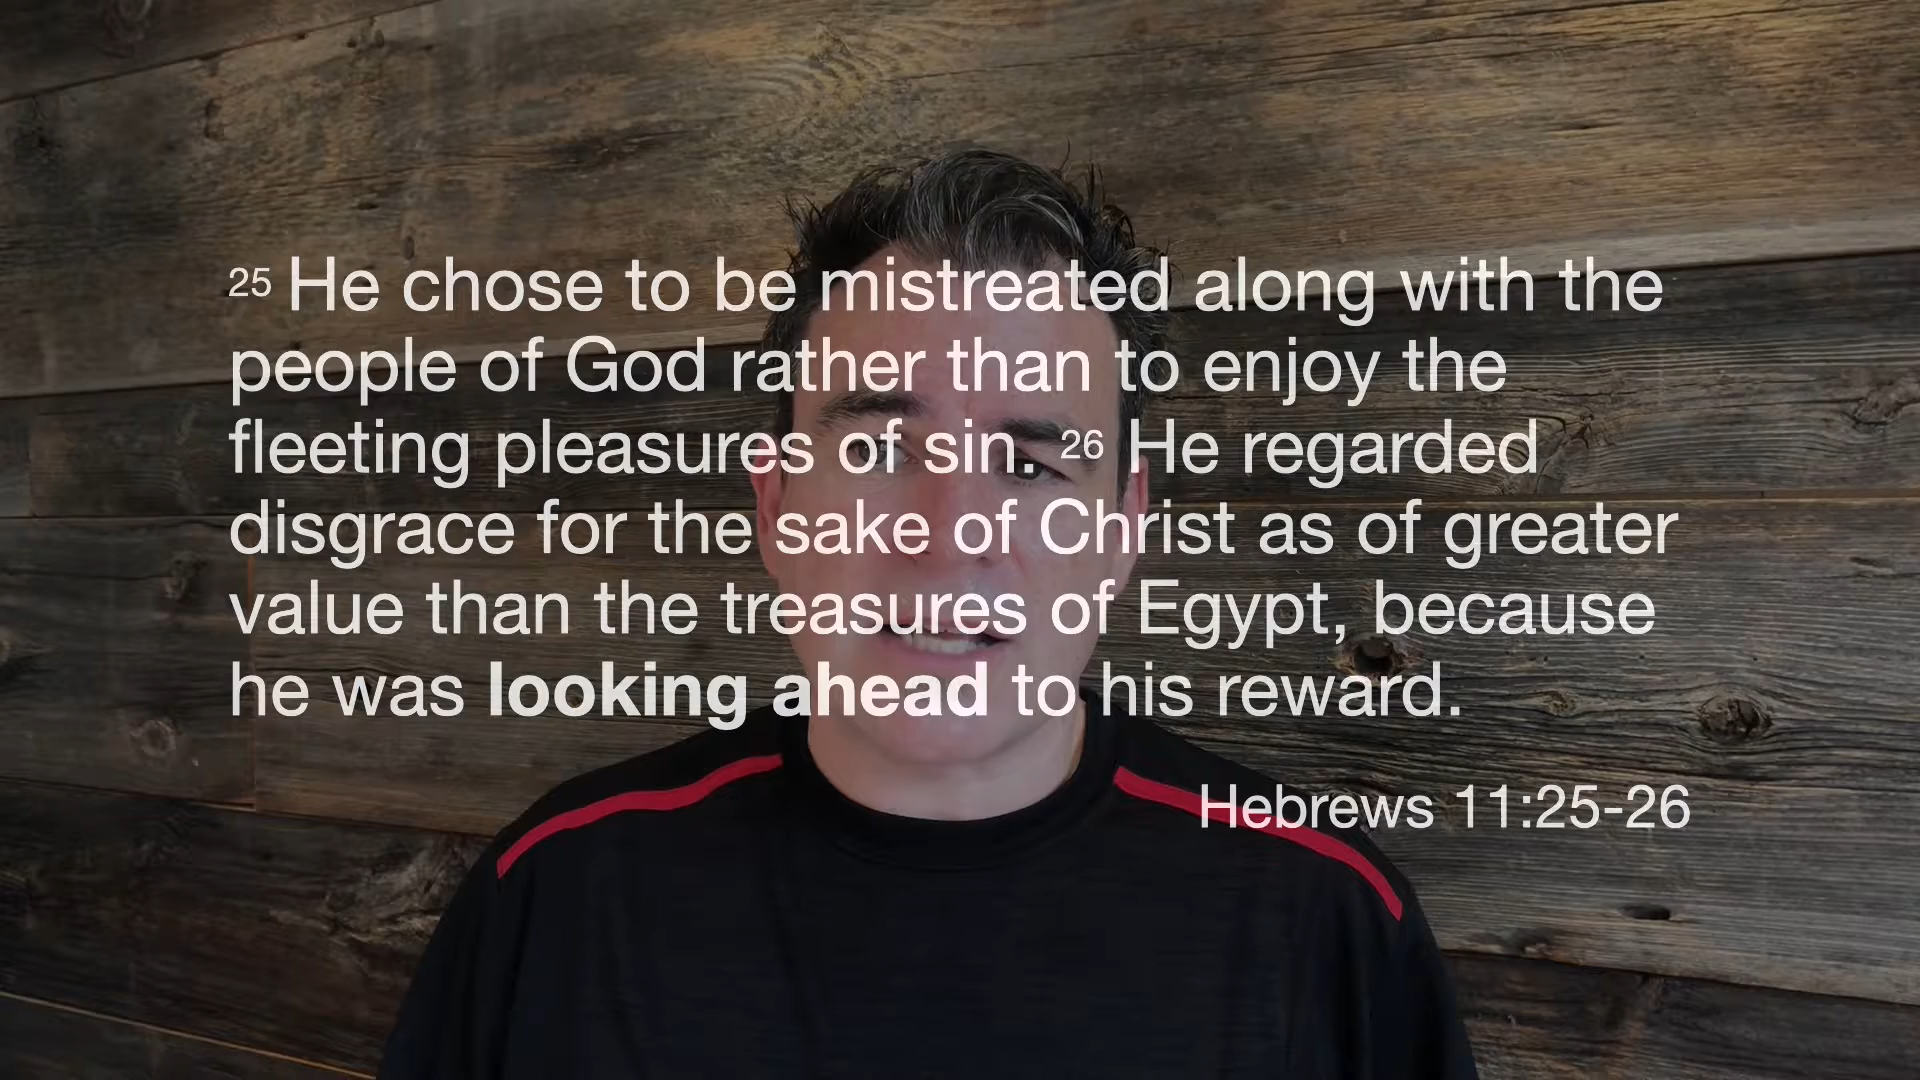 25 He chose to be mistreated along with the
people of God rather than to enjoy the
fleeting pleasures of sin. 26 He regarded
disgrace for the sake of Christ as of greater
value than the treasures of Egypt, because
he was looking ahead to his reward.
Hebrews 11:25-26